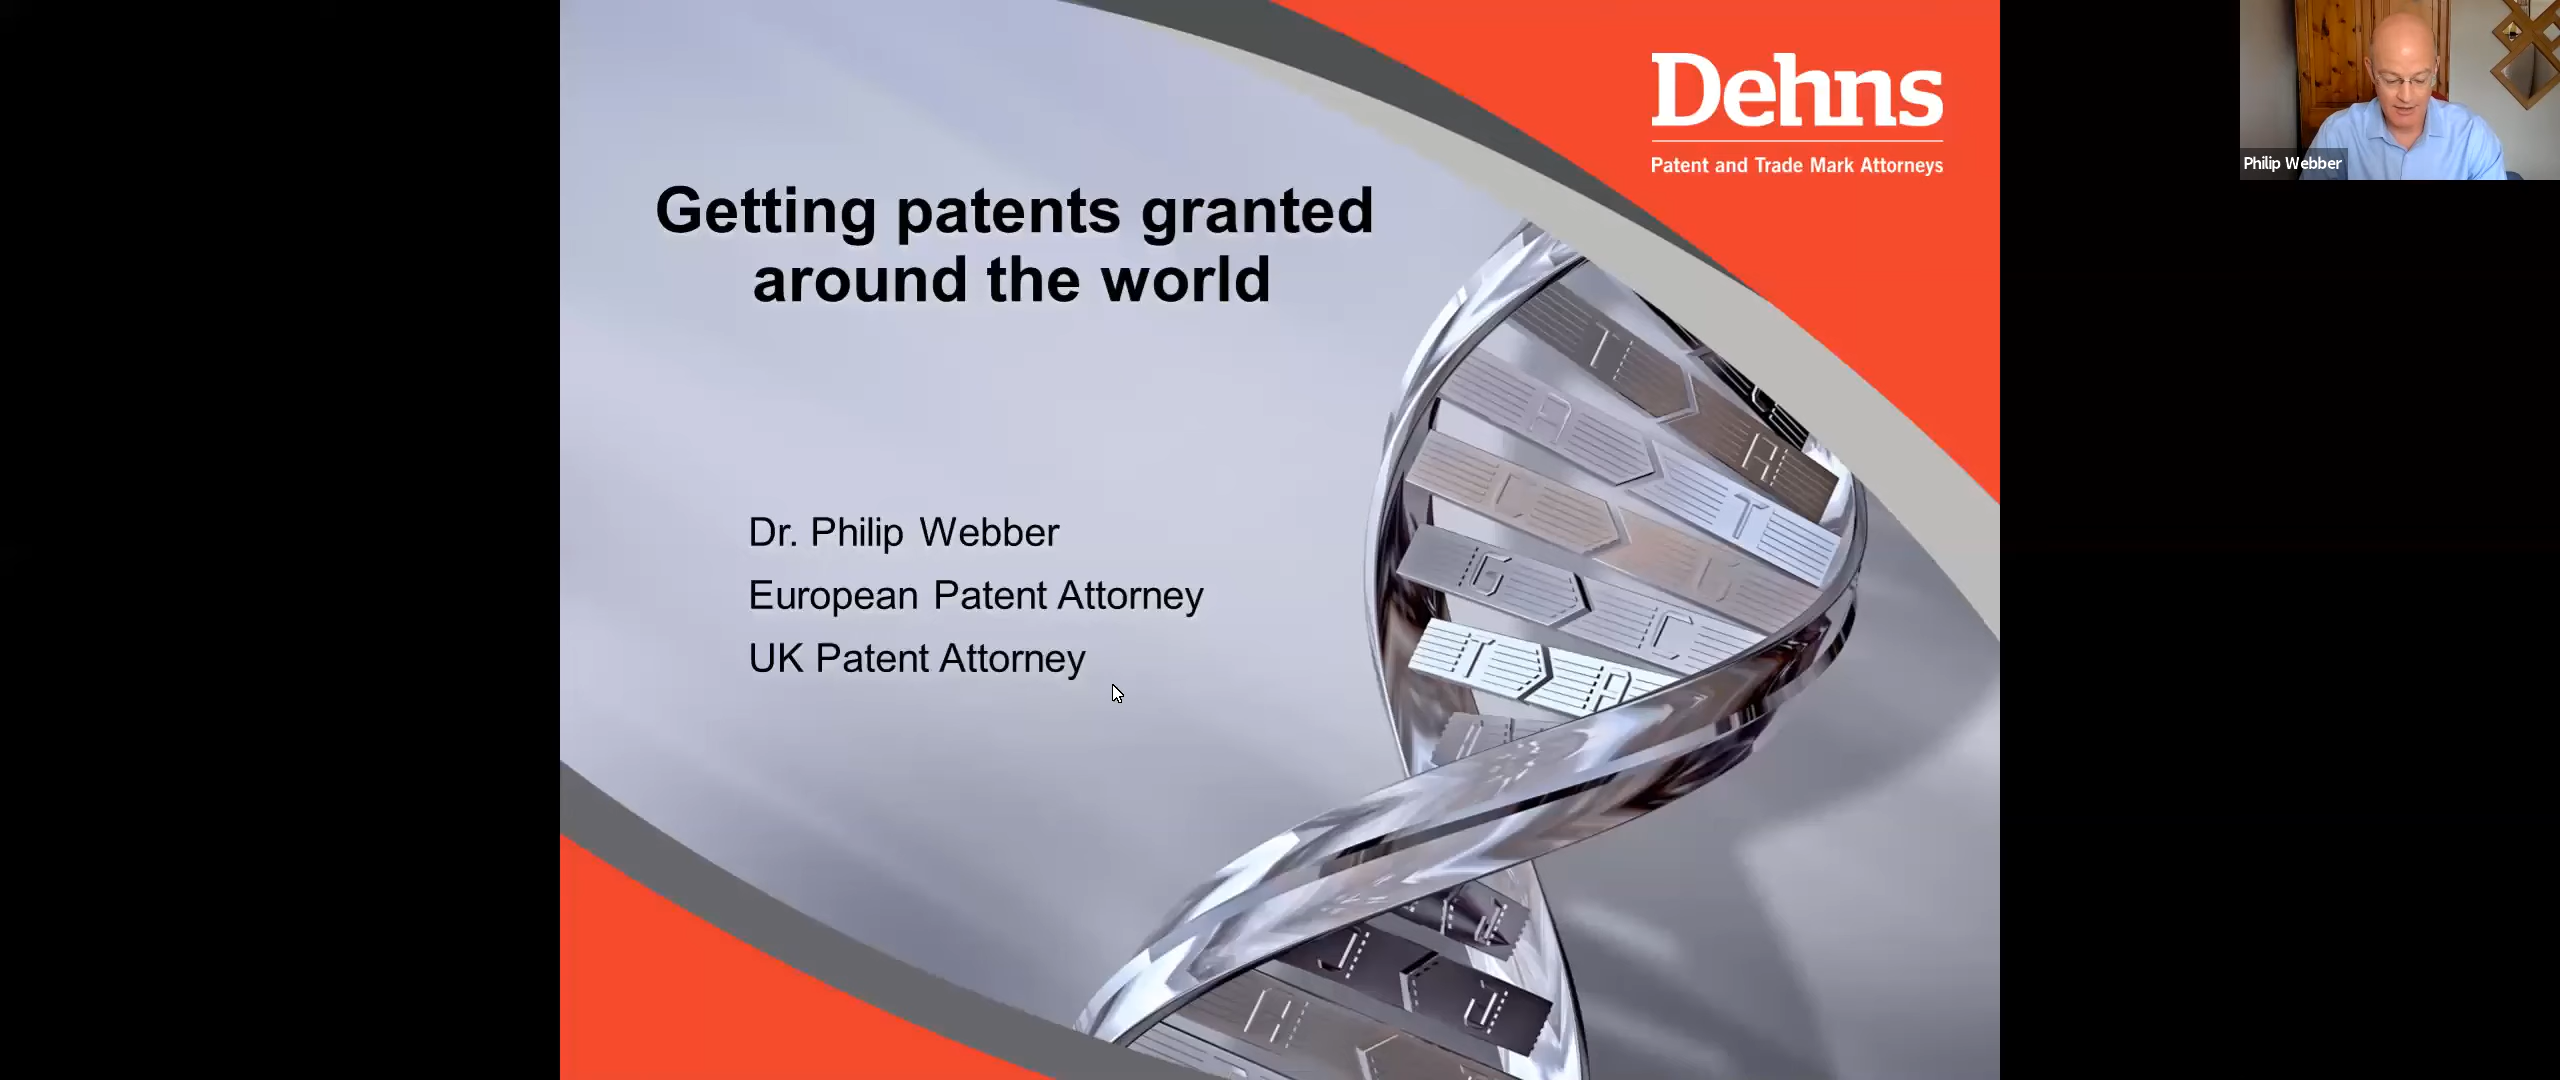 Dehns
Patent and Trade Mark Attorneys
Philip Webber
Getting patents granted
around the world
Dr. Philip Webber
European Patent Attorney
UK Patent Attorney
T
A
A
T
C
G
G
C
T
A